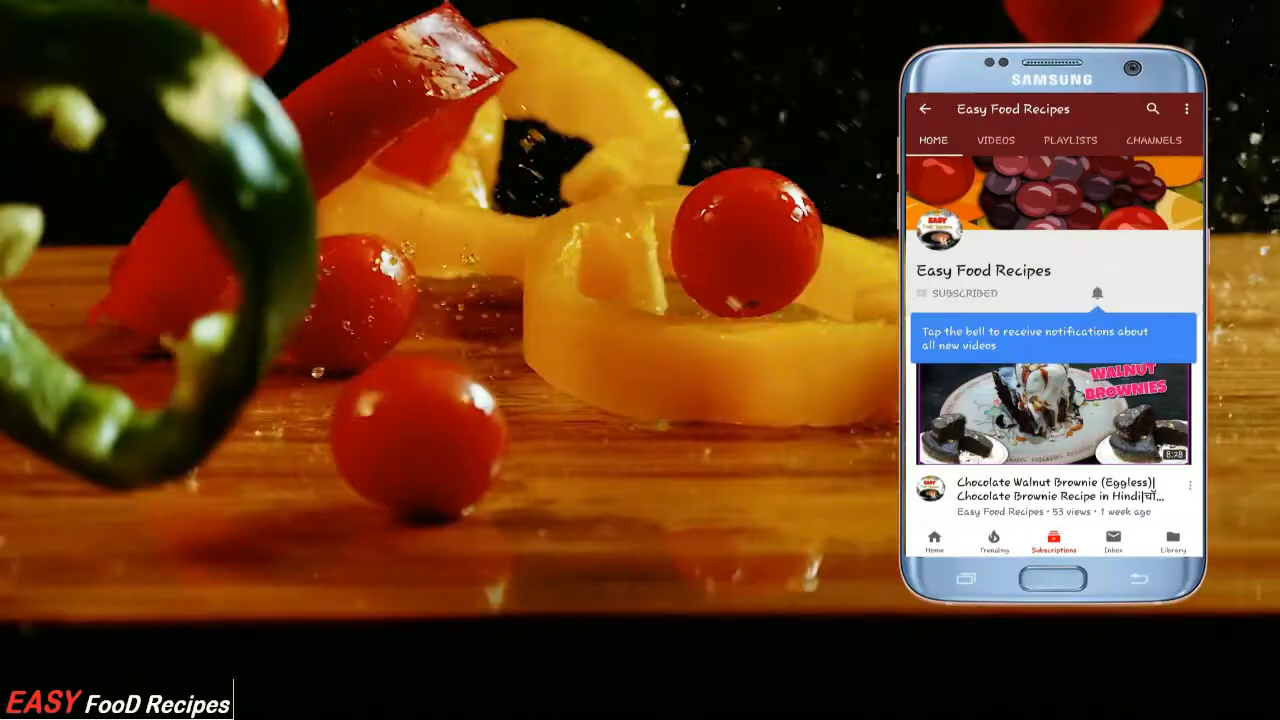 SAMSUNG
Easy Food Recipes
HOME VIDEOS PLAYLISTS CHANNELS
EASY
Easy Food Recipes
SUBSCRIBED
Tap the bell to receive notifications about
all new videos
WALNUT
BROWNIES
8:28
Chocolate Walnut Brownie (Eggless)|
Chocolate Brownie Recipe in Hindi|चॉ...
Easy Food Recipes • 53 views • 1 week ago
Home Trending Subscriptions Inbox Library
EASY FooD Recipes